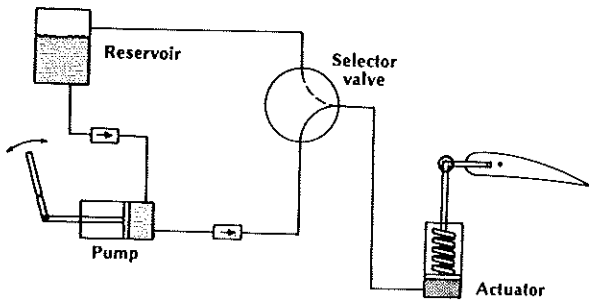 Reservoir
Selector
valve
Pump
Actuator